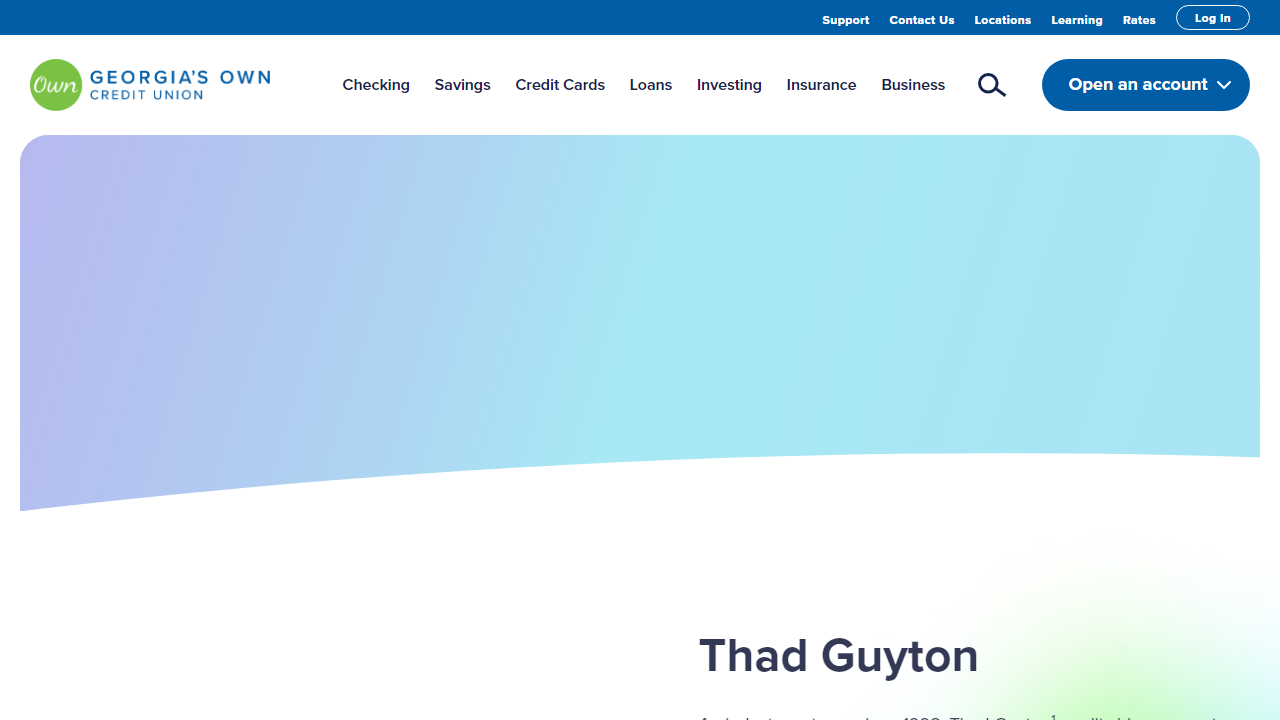 Support Contact Us Locations Learning Rates Log In
Own GEORGIA'S OWN
CREDIT UNION
Checking Savings Credit Cards Loans Investing Insurance Business Open an account
Thad Guyton